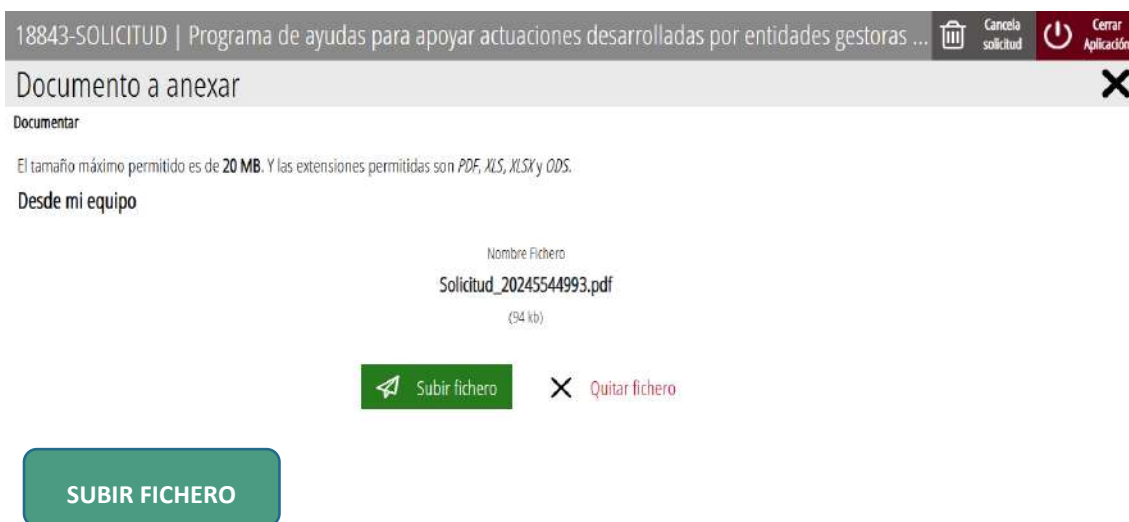 18843-SOLICITUD | Programa de ayudas para apoyar actuaciones desarrolladas por entidades gestoras ...
Cancela solicitud
Cerrar Aplicación
Documento a anexar
Documentar
El tamaño máximo permitido es de 20 MB. Y las extensiones permitidas son PDF, XLS, XLSX y ODS.
Desde mi equipo
Nombre Fichero
Solicitud_20245544993.pdf
(94 kb)
Subir fichero
Quitar fichero
SUBIR FICHERO